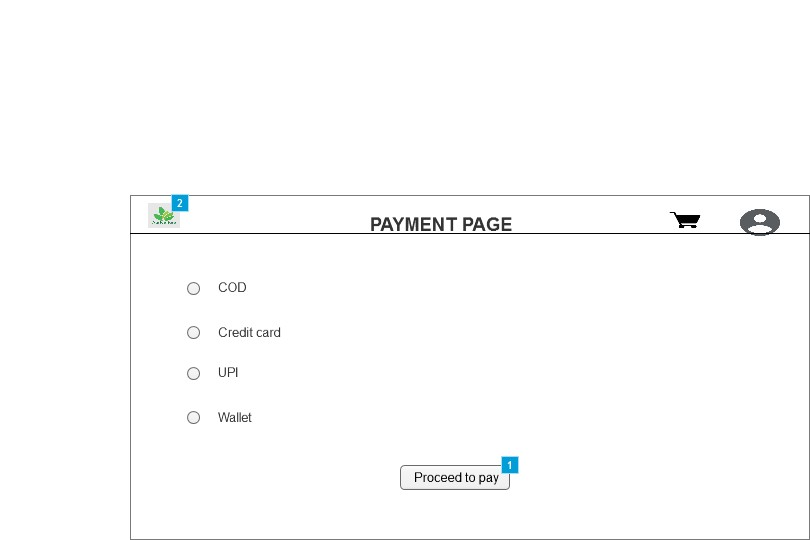 2
PAYMENT PAGE
COD
Credit card
UPI
Wallet
1
Proceed to pay